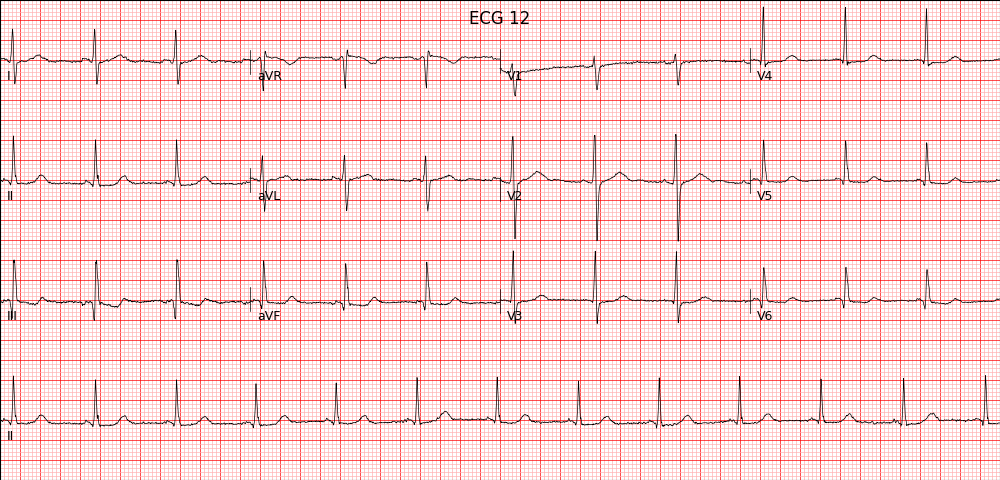 ECG 12
I aVR V1 V4
II aVL V2 V5
III aVF V3 V6
II